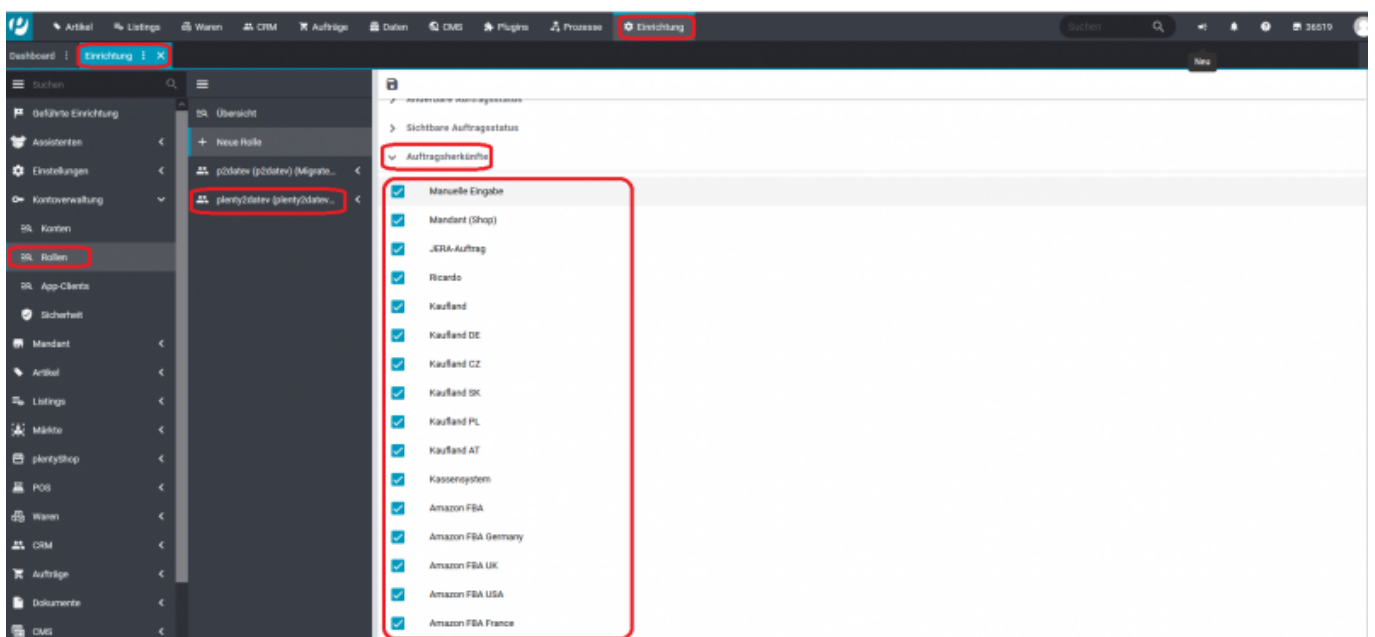 Artikel Listings Waren CRM Aufträge Daten CMS Plugins Prozesse Einrichtung Suchen 36519
Dashboard Einrichtung
Neu
Suchen
Geführte Einrichtung
Assistenten
Einstellungen
Kontoverwaltung
Konten
Rollen
App-Clients
Sicherheit
Mandant
Artikel
Listings
Märkte
plentyShop
POS
Waren
CRM
Aufträge
Dokumente
CMS
Übersicht
+ Neue Rolle
p2datev (p2datev) (Migrate...
plenty2datev (plenty2datev...
Änderbare Auftragsstatus
Sichtbare Auftragsstatus
Auftragsherkünfte
Manuelle Eingabe
Mandant (Shop)
JERA-Auftrag
Ricardo
Kaufland
Kaufland DE
Kaufland CZ
Kaufland SK
Kaufland PL
Kaufland AT
Kassensystem
Amazon FBA
Amazon FBA Germany
Amazon FBA UK
Amazon FBA USA
Amazon FBA France